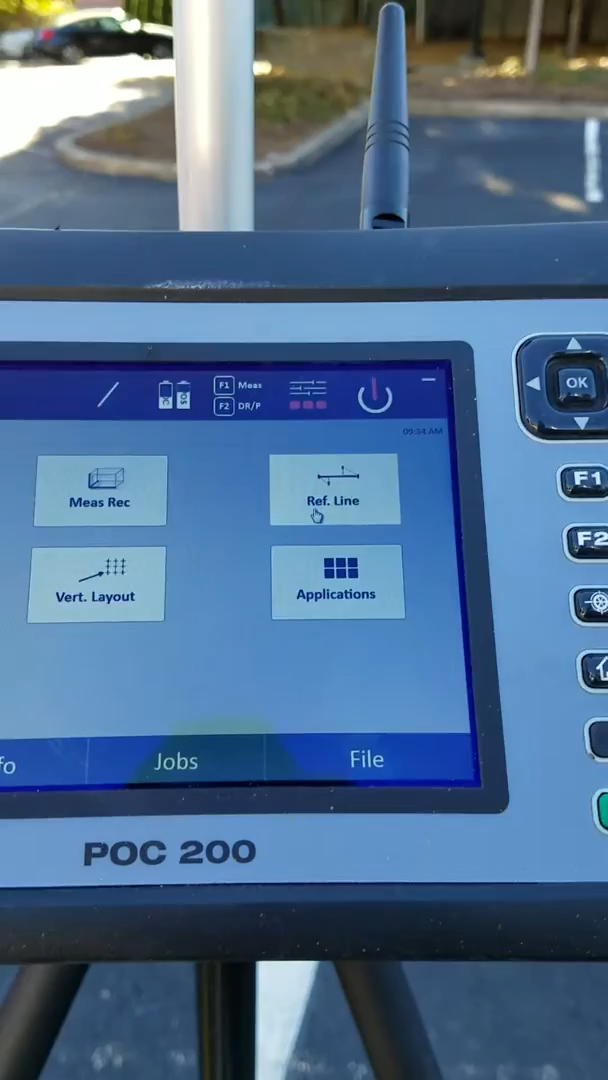 F1 Meas
F2 DR/P
09:34 AM
Meas Rec
Ref. Line
Vert. Layout
Applications
fo
Jobs
File
POC 200
OK
F1
F2